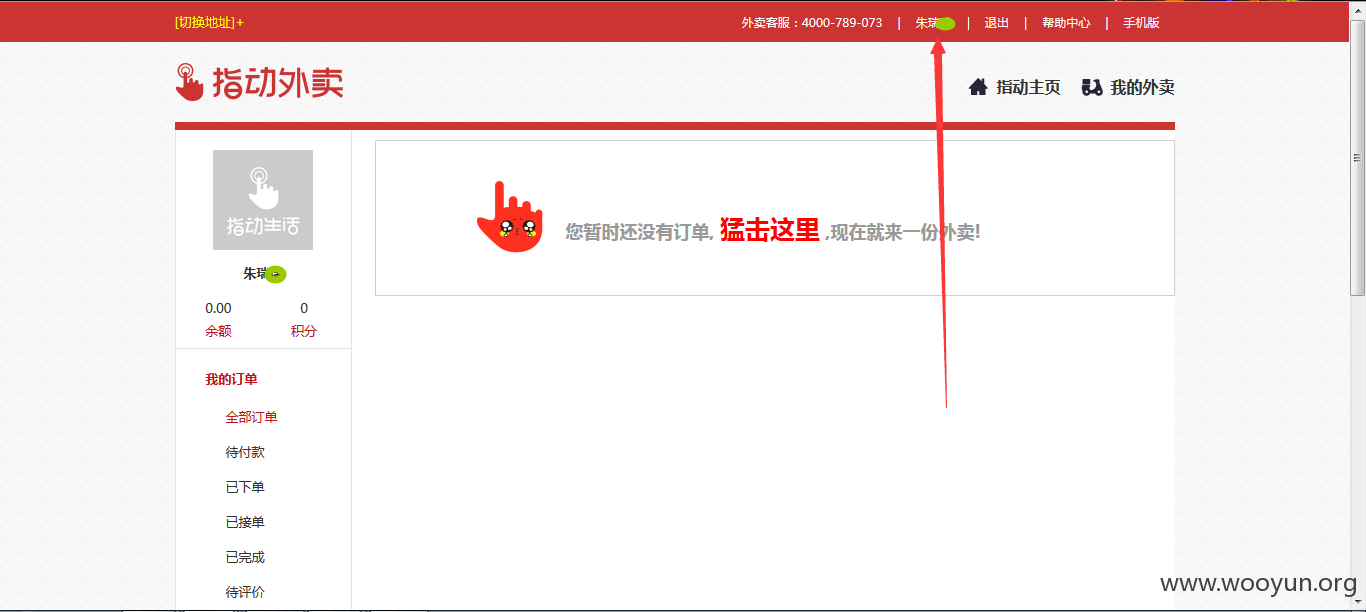 [切换地址]+
外卖客服：4000-789-073 | 朱瑞 | 退出 | 帮助中心 | 手机版
指动外卖
指动主页 我的外卖
指动生活
您暂时还没有订单, 猛击这里 ,现在就来一份外卖!
朱瑞
0.00 0
余额 积分
我的订单
全部订单
待付款
已下单
已接单
已完成
待评价
www.wooyun.org